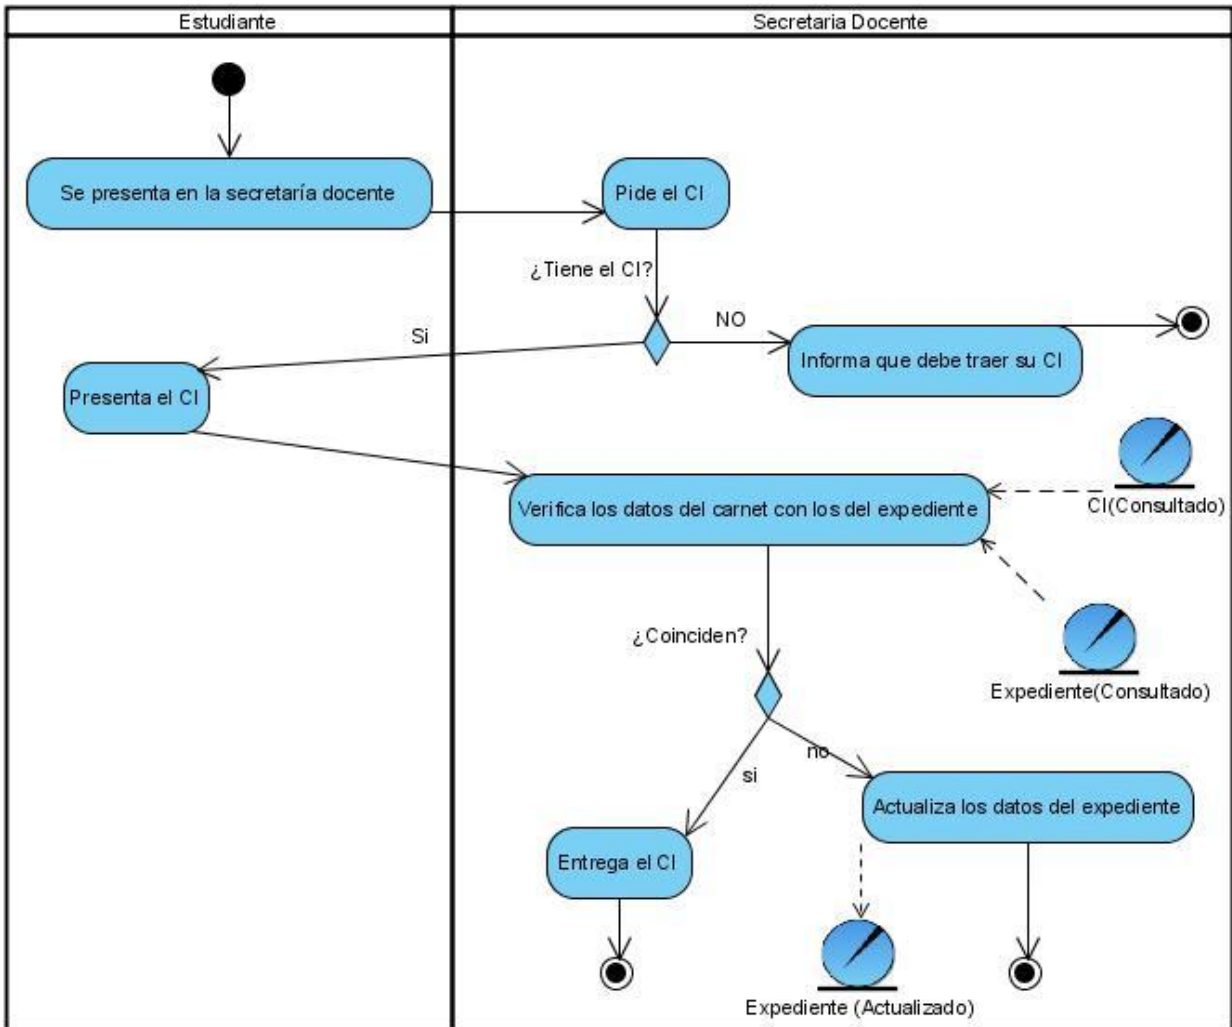 Estudiante
Secretaria Docente
Se presenta en la secretaría docente
Pide el CI
¿Tiene el CI?
Si
NO
Informa que debe traer su CI
Presenta el CI
Verifica los datos del carnet con los del expediente
CI(Consultado)
¿Coinciden?
Expediente(Consultado)
si
no
Actualiza los datos del expediente
Entrega el CI
Expediente (Actualizado)